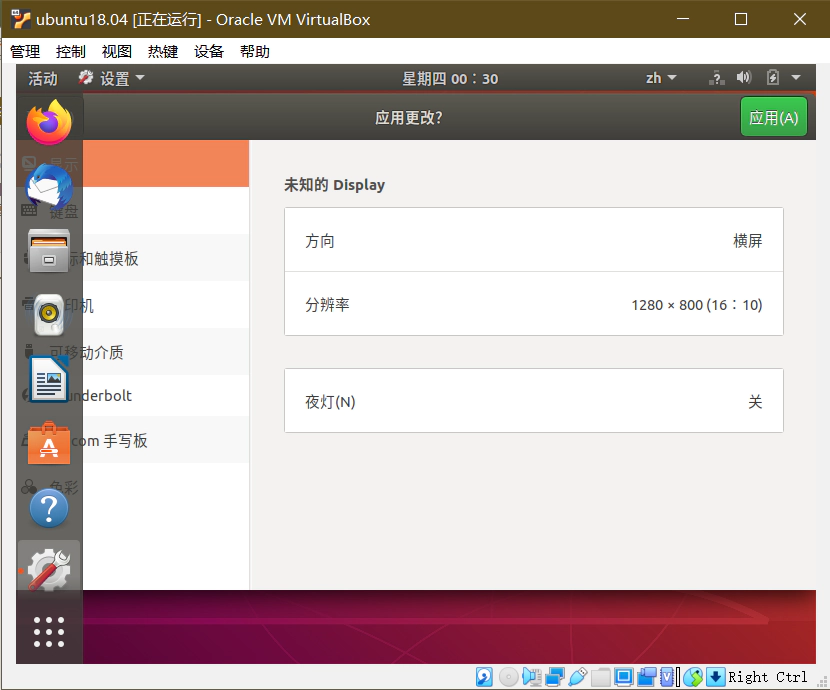 ubuntu18.04 [正在运行] - Oracle VM VirtualBox
管理 控制 视图 热键 设备 帮助
活动 设置 星期四 00：30 zh
应用更改? 应用(A)
显示
未知的 Display
键盘
方向 横屏
标和触摸板
分辨率 1280 × 800 (16：10)
印机
可移动介质
underbolt
夜灯(N) 关
com 手写板
色彩
Right Ctrl